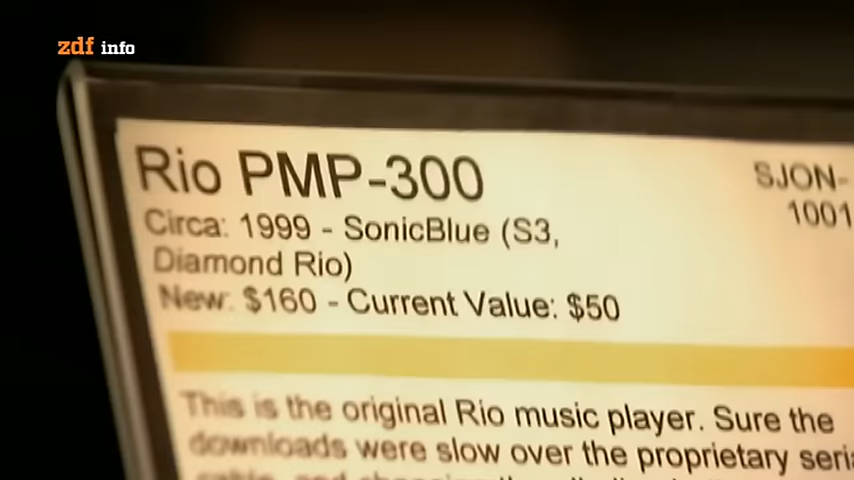 zdf info
Rio PMP-300
SJON-
1001
Circa: 1999 - SonicBlue (S3,
Diamond Rio)
New: $160 - Current Value: $50
This is the original Rio music player. Sure the
downloads were slow over the proprietary seri